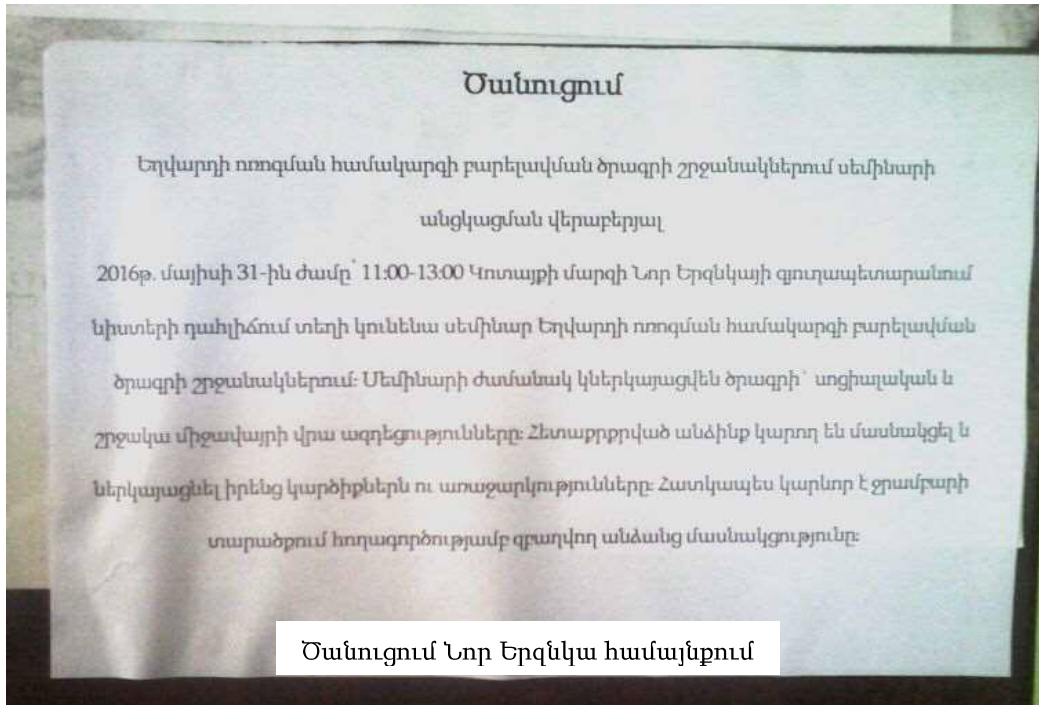 Ծանուցում
Եղվարդի ոռոգման համակարգի բարելավման ծրագրի շրջանակներում սեմինարի
անցկացման վերաբերյալ
2016թ. մայիսի 31-ին ժամը՝ 11:00-13:00 Կոտայքի մարզի Նոր Երզնկայի գյուղապետարանում
նիստերի դահլիճում տեղի կունենա սեմինար Եղվարդի ոռոգման համակարգի բարելավման
ծրագրի շրջանակներում: Սեմինարի ժամանակ կներկայացվեն ծրագրի՝ սոցիալական և
շրջակա միջավայրի վրա ազդեցությունները: Հետաքրքրված անձինք կարող են մասնակցել և
ներկայացնել իրենց կարծիքներն ու առաջարկությունները: Հատկապես կարևոր է ջրամբարի
տարածքում հողագործությամբ զբաղվող անձանց մասնակցությունը:
Ծանուցում Նոր Երզնկա համայնքում